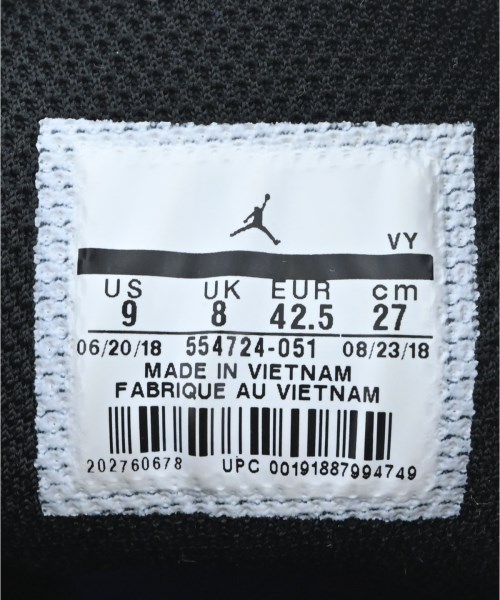 VY
US UK EUR cm
9 8 42.5 27
06/20/18 554724-051 08/23/18
MADE IN VIETNAM
FABRIQUE AU VIETNAM
202760678 UPC 00191887994749